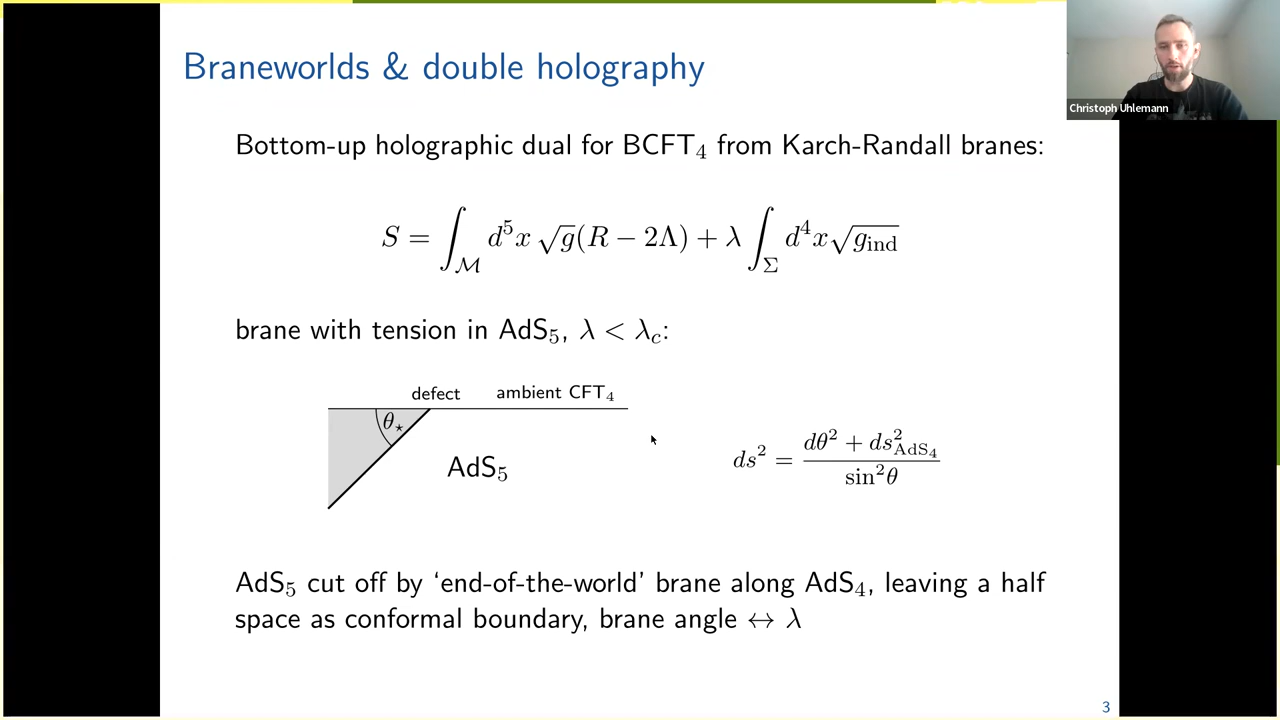 Braneworlds & double holography
Christoph Uhlemann
Bottom-up holographic dual for BCFT₄ from Karch-Randall branes:
S = ∫_ℳ d⁵x √g(R − 2Λ) + λ ∫_Σ d⁴x√g_ind
brane with tension in AdS₅, λ < λ_c:
defect ambient CFT₄
θ⋆
AdS₅
ds² = (dθ² + ds²_AdS₄) / sin²θ
AdS₅ cut off by ‘end-of-the-world’ brane along AdS₄, leaving a half
space as conformal boundary, brane angle ↔ λ
3